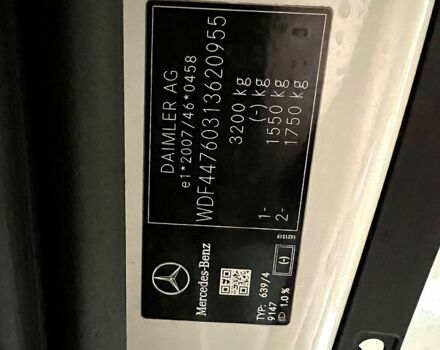 DAIMLER AG
e1*2007/46*0458
WDF44760313620955
3200 kg
(-) kg
1- 1550 kg
2- 1750 kg
1621519
Mercedes-Benz
TYP: 639/4
9147
1.0 %
(-)